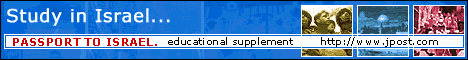 Study in Israel...
PASSPORT TO ISRAEL. educational supplement http://www.jpost.com